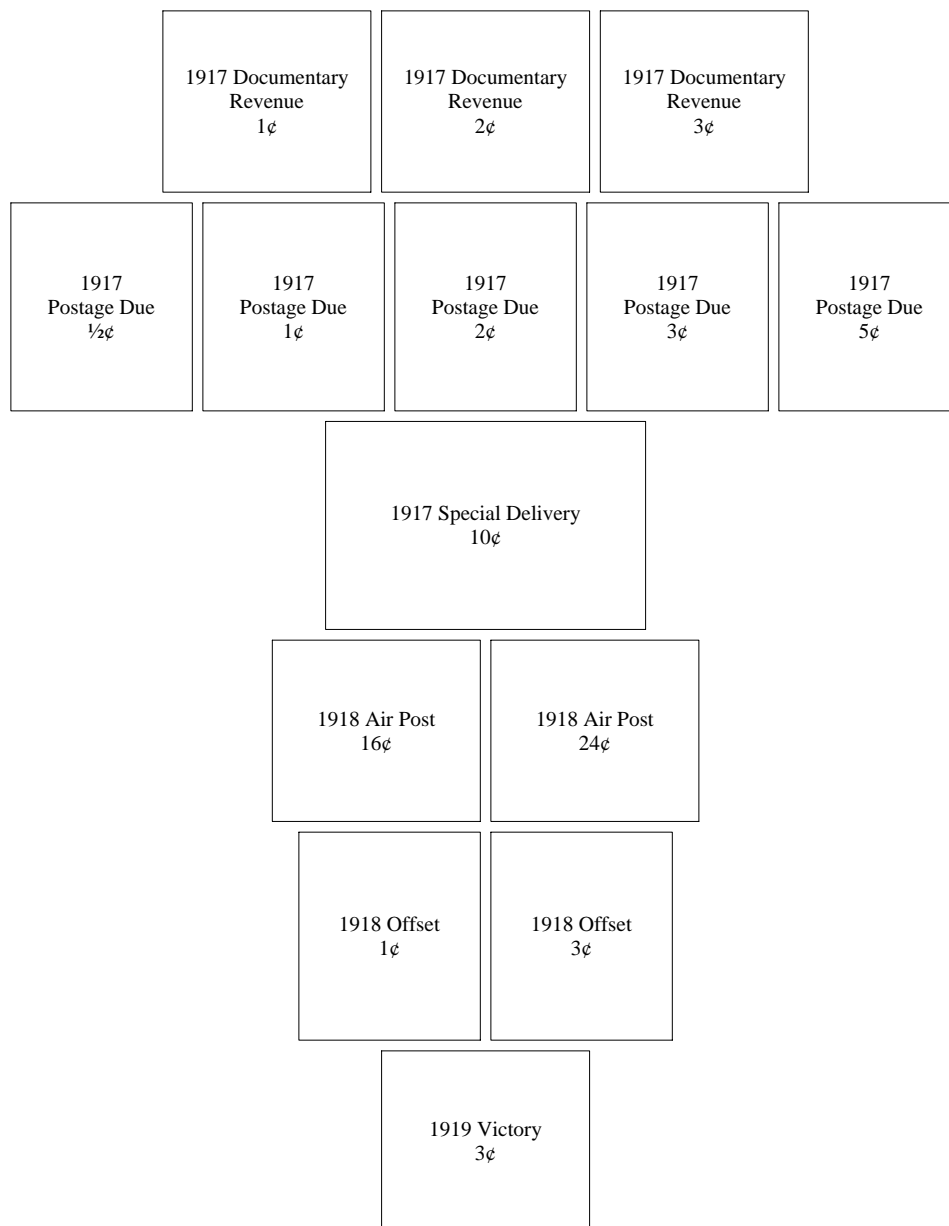 1917 Documentary
Revenue
1¢
1917 Documentary
Revenue
2¢
1917 Documentary
Revenue
3¢
1917
Postage Due
½¢
1917
Postage Due
1¢
1917
Postage Due
2¢
1917
Postage Due
3¢
1917
Postage Due
5¢
1917 Special Delivery
10¢
1918 Air Post
16¢
1918 Air Post
24¢
1918 Offset
1¢
1918 Offset
3¢
1919 Victory
3¢